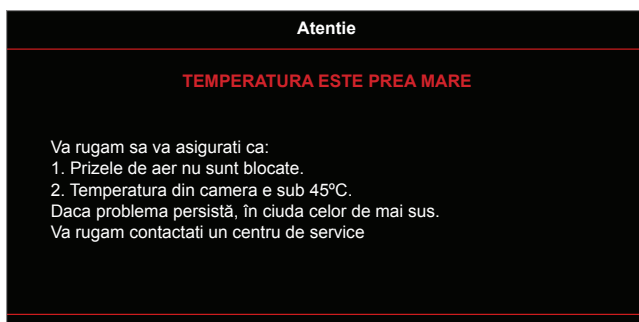 Atentie
TEMPERATURA ESTE PREA MARE
Va rugam sa va asigurati ca:
1. Prizele de aer nu sunt blocate.
2. Temperatura din camera e sub 45ºC.
Daca problema persistă, în ciuda celor de mai sus.
Va rugam contactati un centru de service